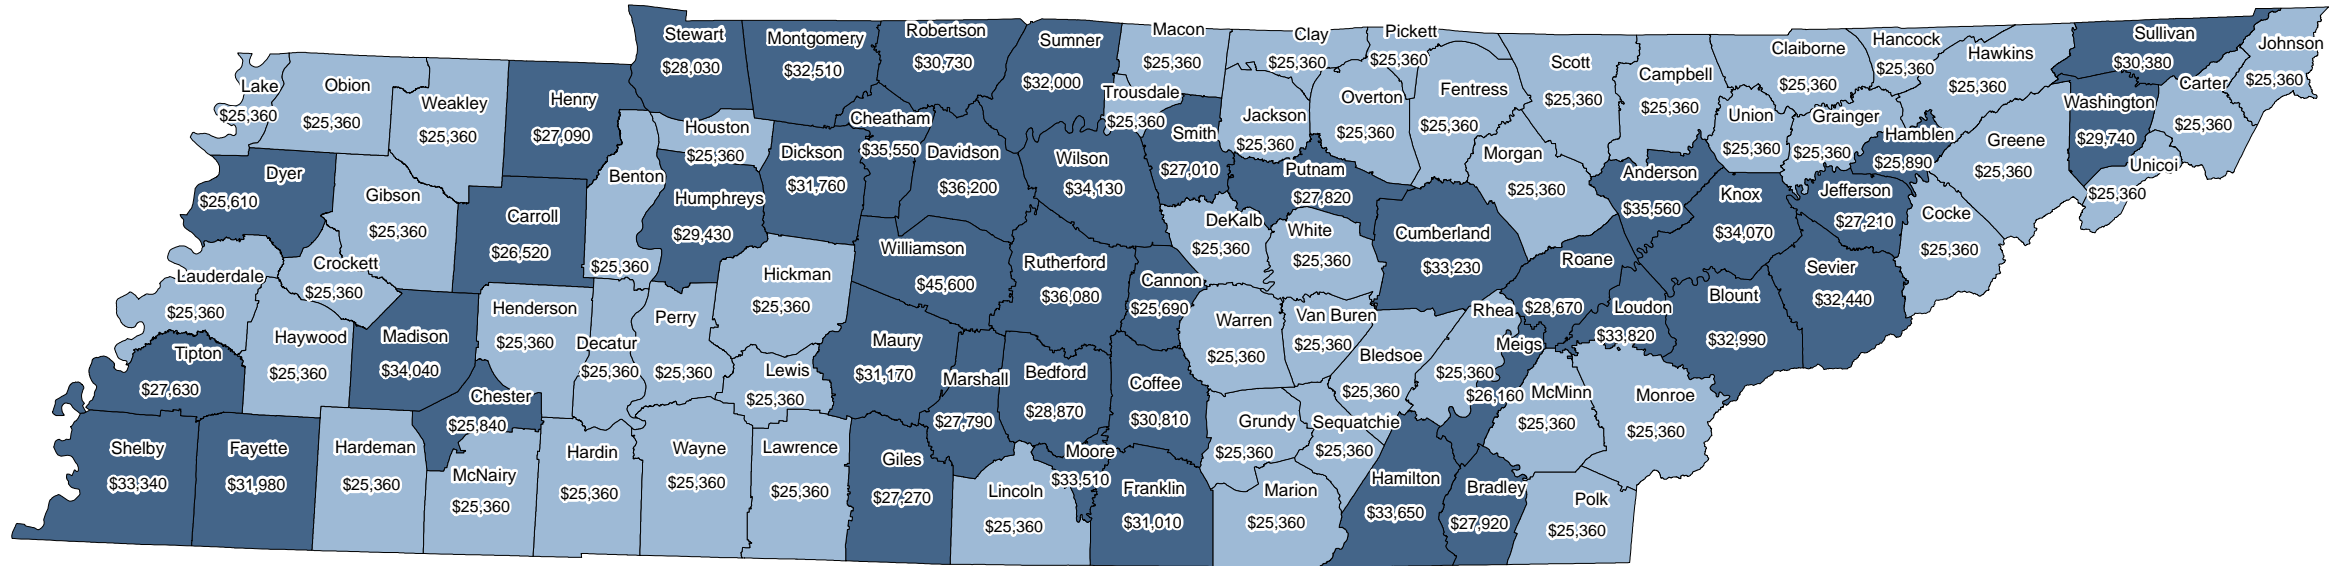 Lake
$25,360
Obion
$25,360
Weakley
$25,360
Henry
$27,090
Stewart
$28,030
Montgomery
$32,510
Robertson
$30,730
Sumner
$32,000
Macon
$25,360
Clay
$25,360
Pickett
$25,360
Scott
$25,360
Campbell
$25,360
Claiborne
$25,360
Hancock
$25,360
Hawkins
$25,360
Sullivan
$30,380
Johnson
$25,360
Carter
$25,360
Washington
$29,740
Unicoi
$25,360
Greene
$25,360
Hamblen
$25,890
Grainger
$25,360
Union
$25,360
Trousdale
$25,360
Smith
$27,010
Jackson
$25,360
Overton
$25,360
Fentress
$25,360
Morgan
$25,360
Anderson
$35,560
Knox
$34,070
Jefferson
$27,210
Cocke
$25,360
Sevier
$32,440
Dyer
$25,610
Gibson
$25,360
Carroll
$26,520
Benton
$25,360
Houston
$25,360
Humphreys
$29,430
Dickson
$31,760
Cheatham
$35,550
Davidson
$36,200
Wilson
$34,130
Putnam
$27,820
DeKalb
$25,360
White
$25,360
Cumberland
$33,230
Roane
$28,670
Loudon
$33,820
Blount
$32,990
Lauderdale
$25,360
Crockett
$25,360
Haywood
$25,360
Madison
$34,040
Henderson
$25,360
Decatur
$25,360
Perry
$25,360
Hickman
$25,360
Williamson
$45,600
Rutherford
$36,080
Cannon
$25,690
Warren
$25,360
Van Buren
$25,360
Bledsoe
$25,360
Rhea
$25,360
Meigs
$26,160
McMinn
$25,360
Monroe
$25,360
Tipton
$27,630
Chester
$25,840
Lewis
$25,360
Maury
$31,170
Marshall
$27,790
Bedford
$28,870
Coffee
$30,810
Grundy
$25,360
Sequatchie
$25,360
Shelby
$33,340
Fayette
$31,980
Hardeman
$25,360
McNairy
$25,360
Hardin
$25,360
Wayne
$25,360
Lawrence
$25,360
Giles
$27,270
Lincoln
$25,360
Moore
$33,510
Franklin
$31,010
Marion
$25,360
Hamilton
$33,650
Bradley
$27,920
Polk
$25,360